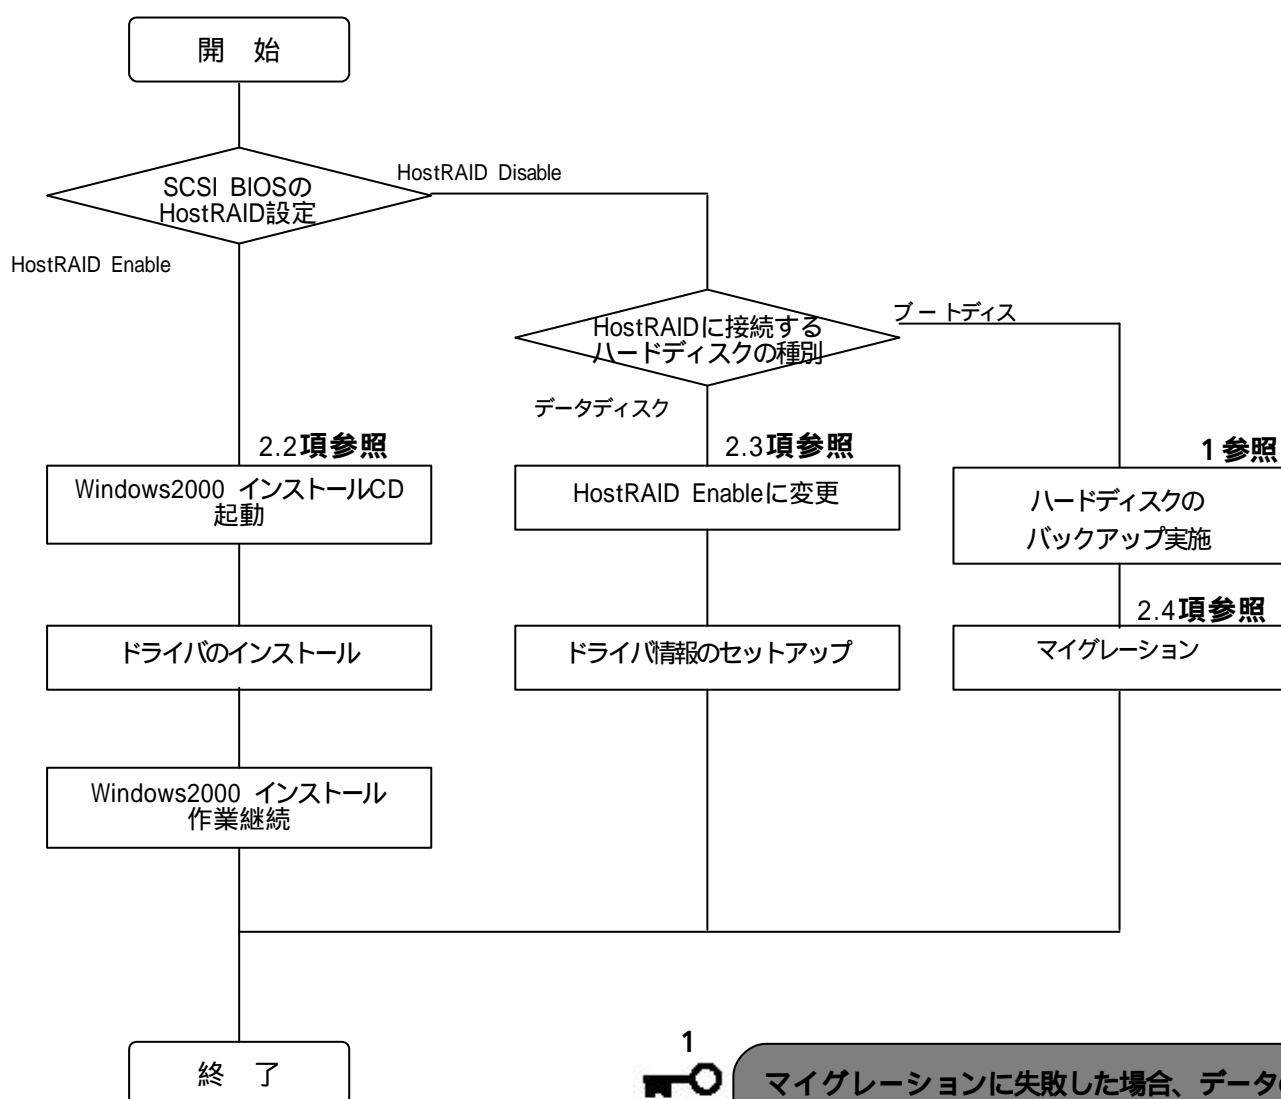 開 始
SCSI BIOSの
HostRAID設定
HostRAID Disable
HostRAID Enable
HostRAIDに接続する
ハードディスクの種別
ブートディス
データディスク
2.2項参照
Windows2000 インストールCD
起動
ドライバのインストール
Windows2000 インストール
作業継続
2.3項参照
HostRAID Enableに変更
ドライバ情報のセットアップ
1 参照
ハードディスクの
バックアップ実施
2.4項参照
マイグレーション
終 了
1
マイグレーションに失敗した場合、データ